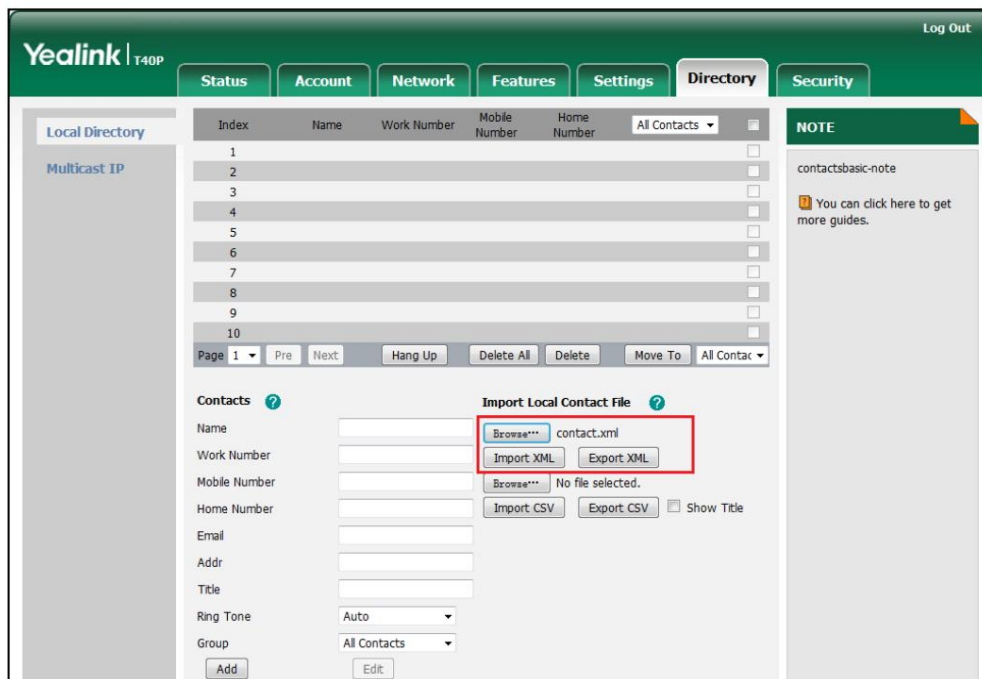 Log Out
Yealink | T40P
Status Account Network Features Settings Directory Security
Local Directory
Multicast IP
Index Name Work Number Mobile Number Home Number All Contacts
1
2
3
4
5
6
7
8
9
10
Page 1 Pre Next Hang Up Delete All Delete Move To All Contac
NOTE
contactsbasic-note
You can click here to get
more guides.
Contacts ?
Name
Work Number
Mobile Number
Home Number
Email
Addr
Title
Ring Tone Auto
Group All Contacts
Add Edit
Import Local Contact File ?
Browse... contact.xml
Import XML Export XML
Browse... No file selected.
Import CSV Export CSV Show Title